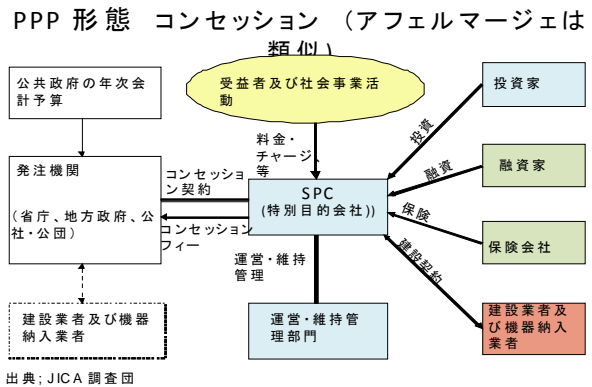 PPP 形態 コンセッション (アフェルマージェは
類似)
公共政府の年次会
計予算
受益者及び社会事業活
動
投資家
料金・
チャージ、
等
投資
発注機関
(省庁、地方政府、公
社・公団)
コンセッショ
ン契約
SPC
(特別目的会社))
融資
融資家
コンセッション
フィー
保険
保険会社
運営・維持
管理
建設契約
建設業者及び機器
納入業者
運営・維持管
理部門
建設業者及
び機器納入
業者
出典; JICA 調査団